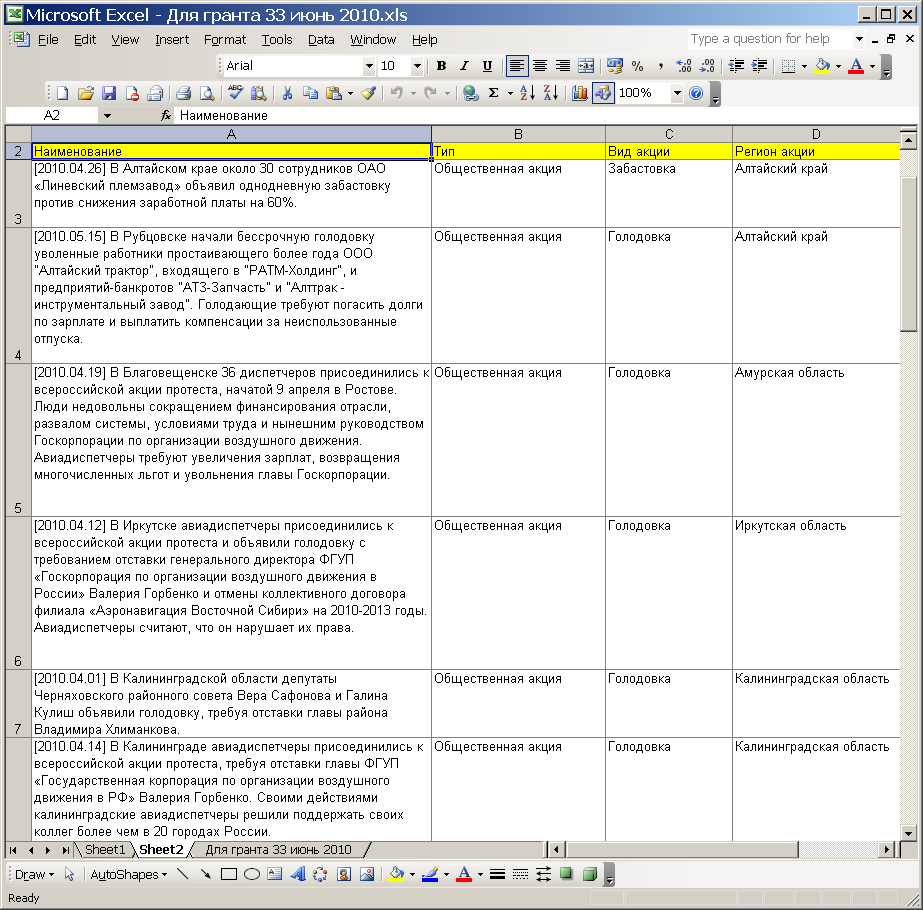 Microsoft Excel - Для гранта 33 июнь 2010.xls
File Edit View Insert Format Tools Data Window Help Type a question for help
Arial 10 B I U % ,
ABC Σ 100%
A2 fx Наименование
A B C D
2 Наименование Тип Вид акции Регион акции
[2010.04.26] В Алтайском крае около 30 сотрудников ОАО Общественная акция Забастовка Алтайский край
«Линевский племзавод» объявил однодневную забастовку
против снижения заработной платы на 60%.
3
[2010.05.15] В Рубцовске начали бессрочную голодовку Общественная акция Голодовка Алтайский край
уволенные работники простаивающего более года ООО
"Алтайский трактор", входящего в "РАТМ-Холдинг", и
предприятий-банкротов "АТЗ-Запчасть" и "Алттрак -
инструментальный завод". Голодающие требуют погасить долги
по зарплате и выплатить компенсации за неиспользованные
отпуска.
4
[2010.04.19] В Благовещенске 36 диспетчеров присоединились к Общественная акция Голодовка Амурская область
всероссийской акции протеста, начатой 9 апреля в Ростове.
Люди недовольны сокращением финансирования отрасли,
развалом системы, условиями труда и нынешним руководством
Госкорпорации по организации воздушного движения.
Авиадиспетчеры требуют увеличения зарплат, возвращения
многочисленных льгот и увольнения главы Госкорпорации.
5
[2010.04.12] В Иркутске авиадиспетчеры присоединились к Общественная акция Голодовка Иркутская область
всероссийской акции протеста и объявили голодовку с
требованием отставки генерального директора ФГУП
«Госкорпорация по организации воздушного движения в
России» Валерия Горбенко и отмены коллективного договора
филиала «Аэронавигация Восточной Сибири» на 2010-2013 годы.
Авиадиспетчеры считают, что он нарушает их права.
6
[2010.04.01] В Калининградской области депутаты Общественная акция Голодовка Калининградская область
Черняховского районного совета Вера Сафонова и Галина
Кулиш объявили голодовку, требуя отставки главы района
7 Владимира Хлиманкова.
[2010.04.14] В Калининграде авиадиспетчеры присоединились к Общественная акция Голодовка Калининградская область
всероссийской акции протеста, требуя отставки главы ФГУП
«Государственная корпорация по организации воздушного
движения в РФ» Валерия Горбенко. Своими действиями
калининградские авиадиспетчеры решили поддержать своих
коллег более чем в 20 городах России.
Sheet1 Sheet2 Для гранта 33 июнь 2010
Draw AutoShapes
Ready